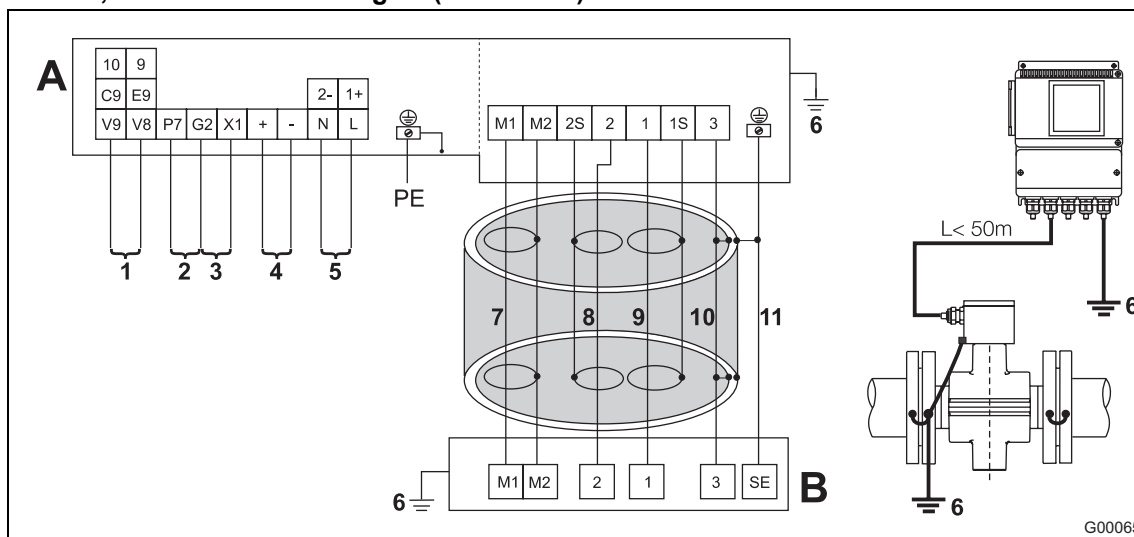 A
10 9
C9 E9 2- 1+
V9 V8 P7 G2 X1 + - N L
PE
1 2 3 4 5
M1 M2 2S 2 1 1S 3
6
7 8 9 10 11
M1 M2 2 1 3 SE
6
B
L< 50m
6
6
G00065